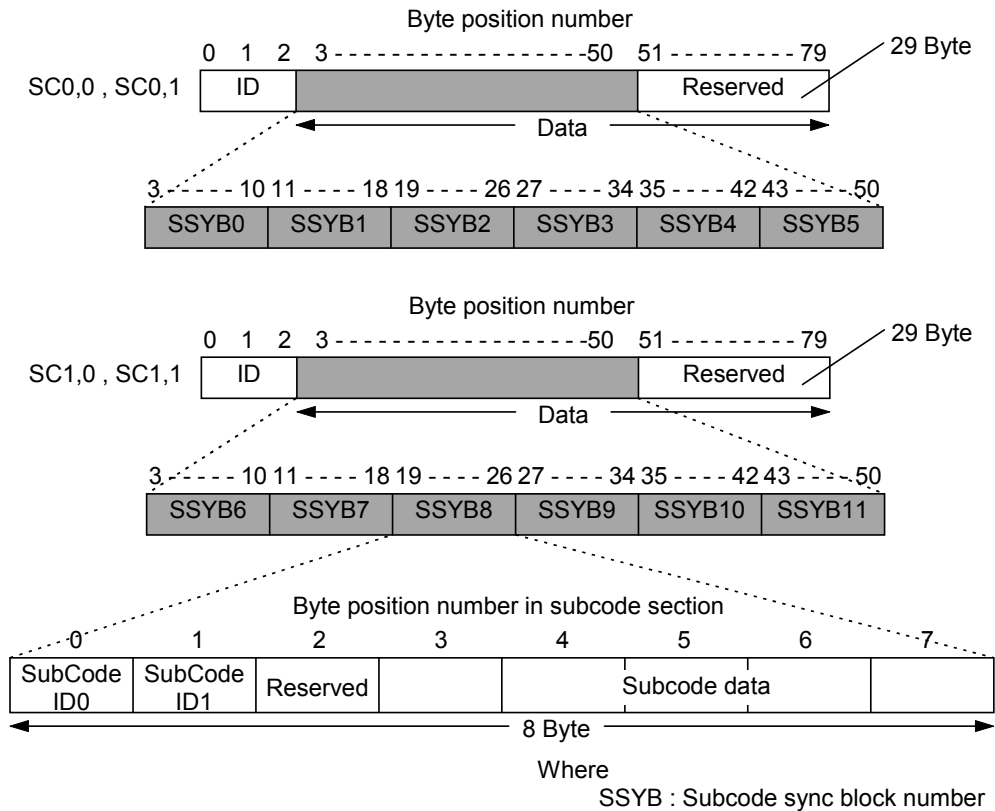 Byte position number
0 1 2 3 - - - - - - - - - - - - - - - - - - - - -50 51 - - - - - - - - - - 79
29 Byte
SC0,0 , SC0,1
ID
Reserved
Data
3 - - - - - 10 11 - - - - 18 19 - - - - 26 27 - - - - 34 35 - - - - 42 43 - - - -50
SSYB0 SSYB1 SSYB2 SSYB3 SSYB4 SSYB5
Byte position number
0 1 2 3 - - - - - - - - - - - - - - - - - - - - -50 51 - - - - - - - - - - 79
29 Byte
SC1,0 , SC1,1
ID
Reserved
Data
3 - - - - - 10 11 - - - - 18 19 - - - - 26 27 - - - - 34 35 - - - - 42 43 - - - -50
SSYB6 SSYB7 SSYB8 SSYB9 SSYB10 SSYB11
Byte position number in subcode section
0 1 2 3 4 5 6 7
SubCode ID0
SubCode ID1
Reserved
Subcode data
8 Byte
Where
SSYB : Subcode sync block number